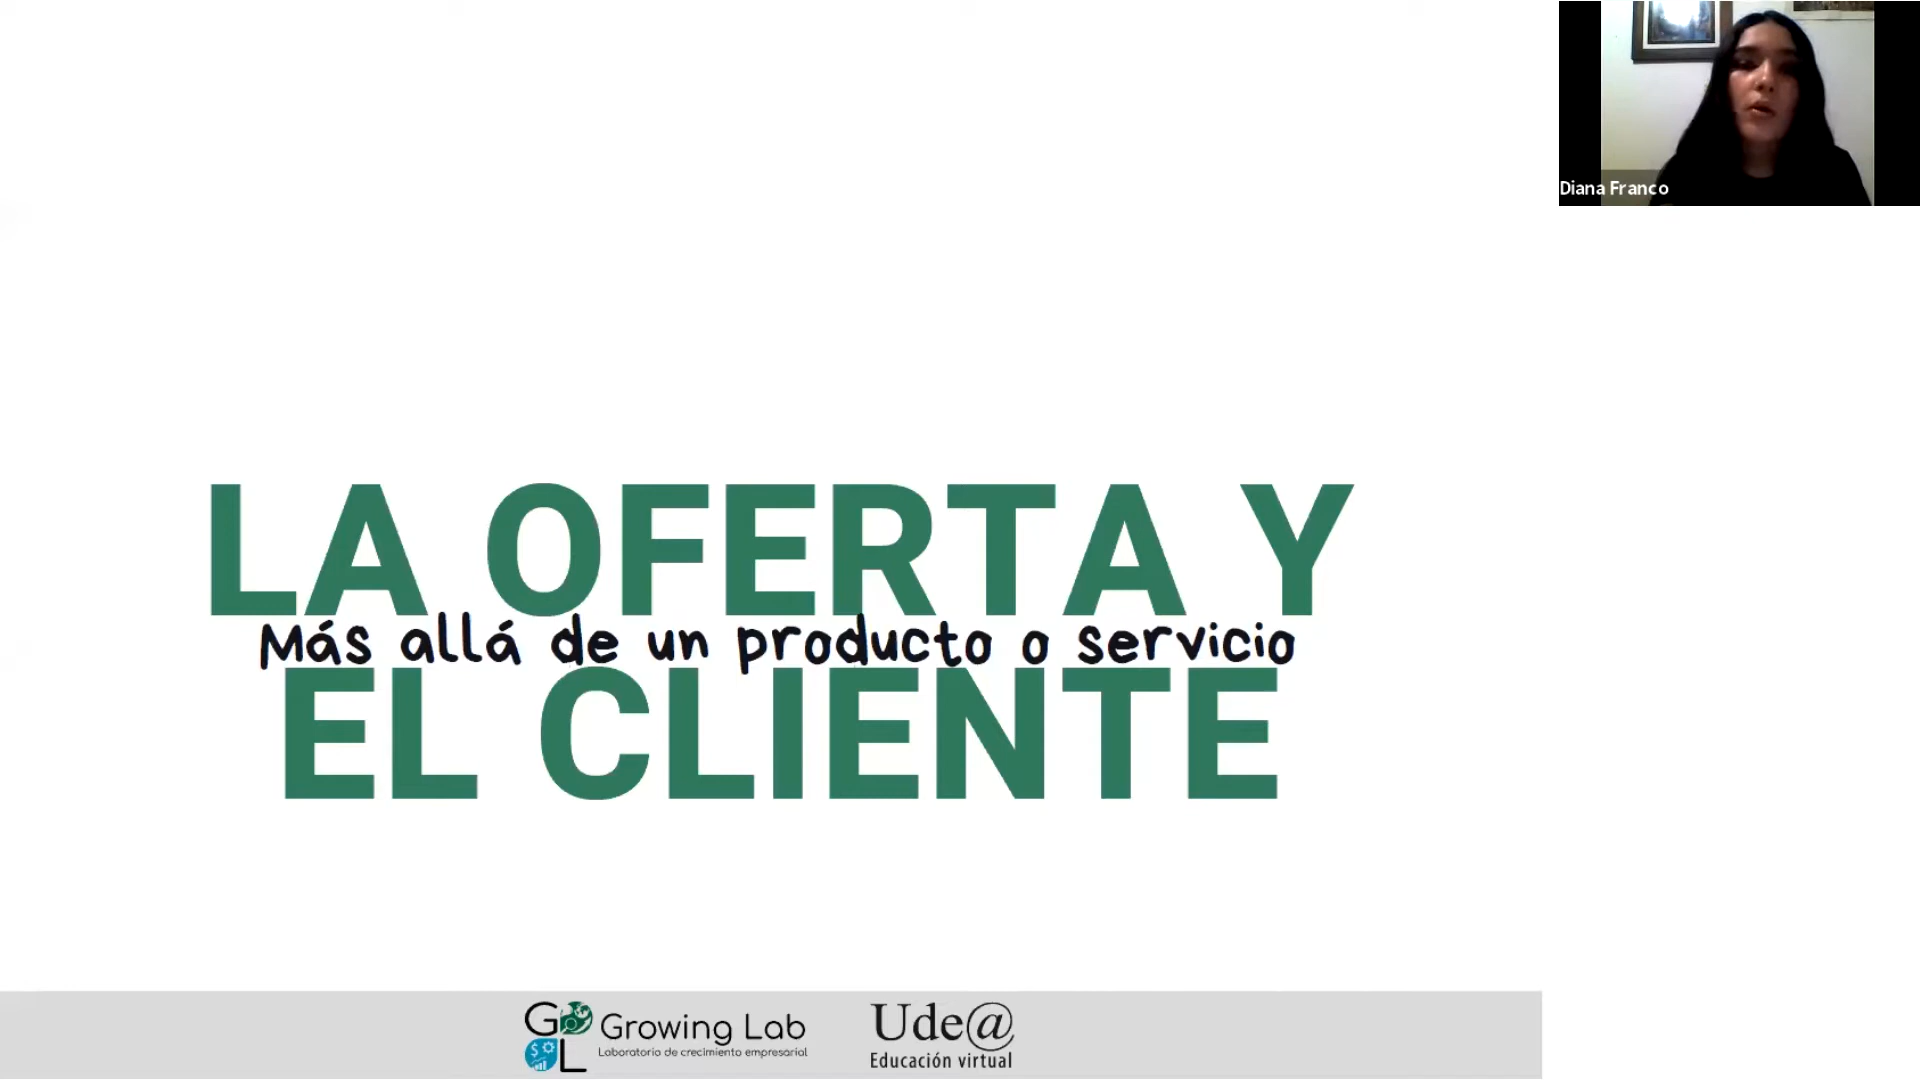 Diana Franco
LA OFERTA Y
Más allá de un producto o servicio
EL CLIENTE
G L Growing Lab
Laboratorio de crecimiento empresarial
Ude@
Educación virtual